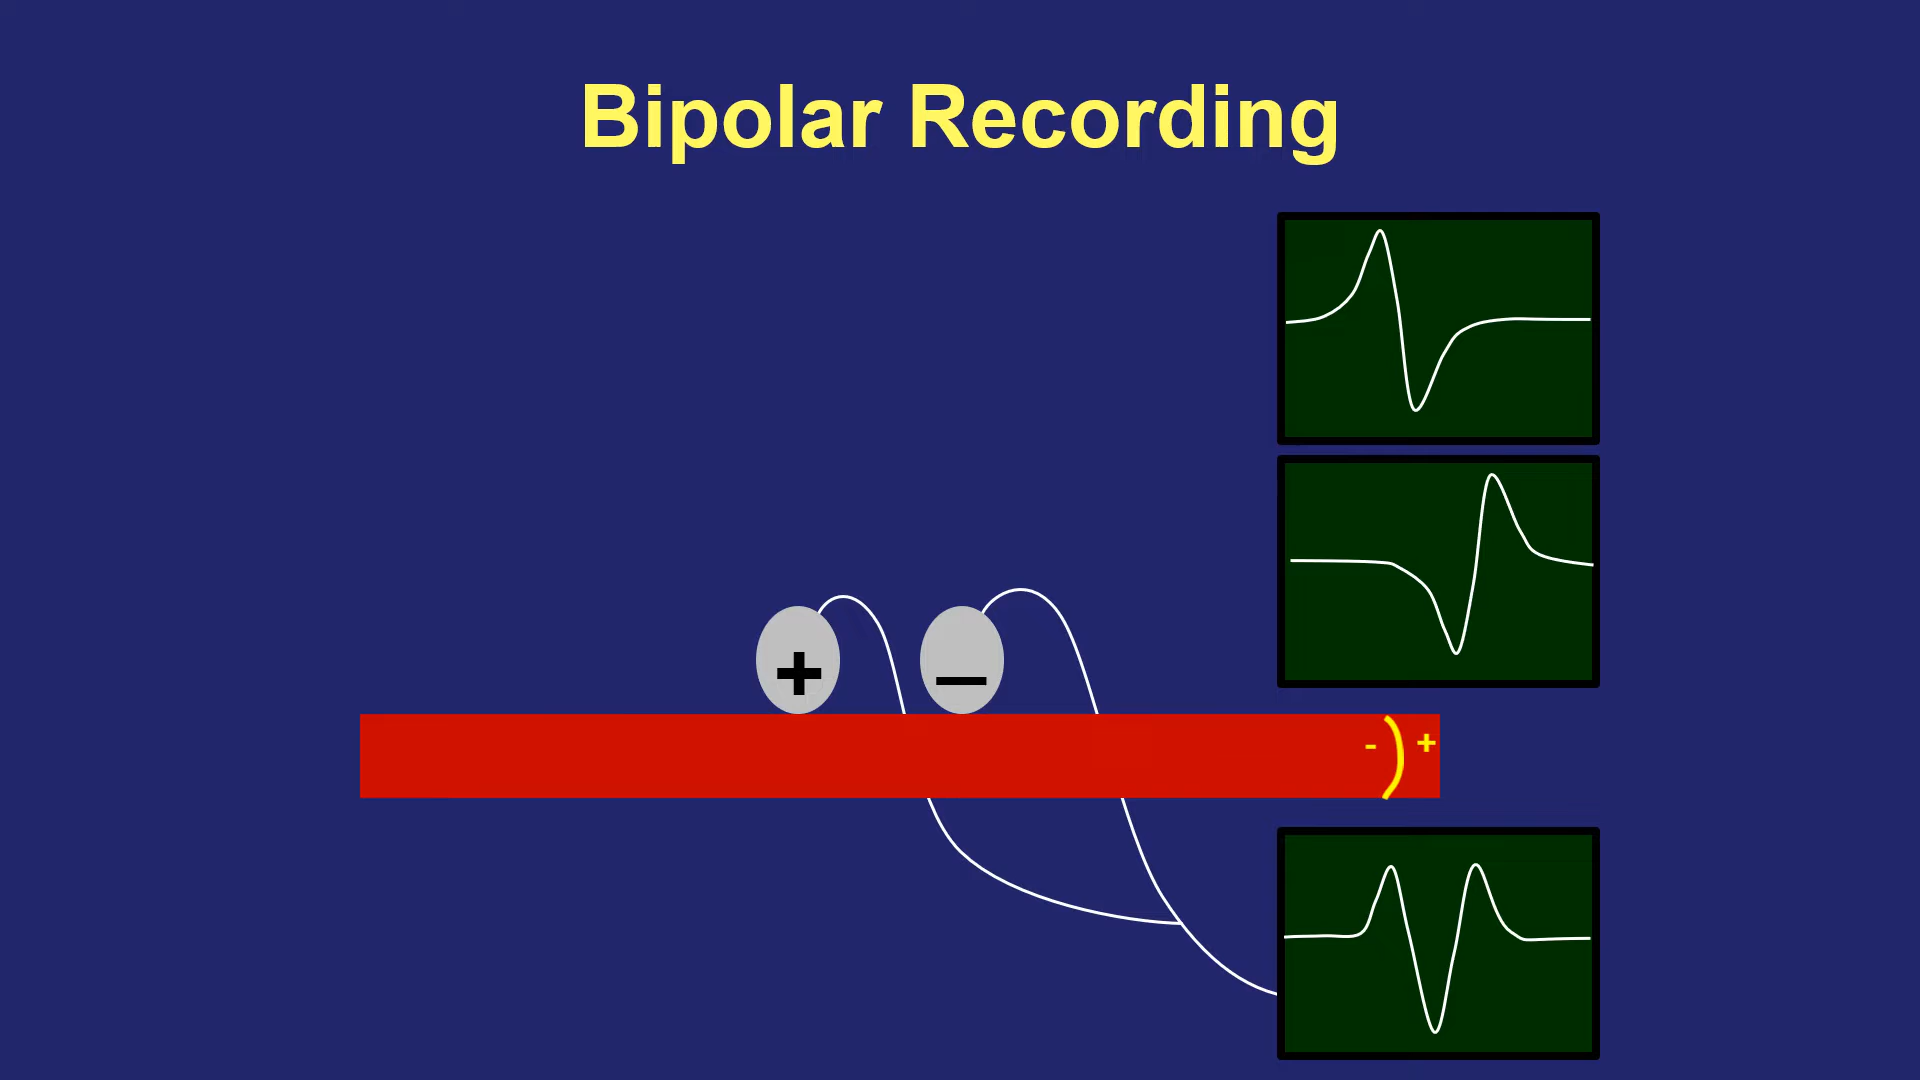 Bipolar Recording
+ –
- ) +